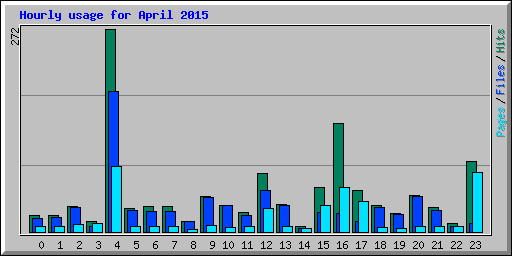 Hourly usage for April 2015
272
Pages/Files/Hits
0 1 2 3 4 5 6 7 8 9 10 11 12 13 14 15 16 17 18 19 20 21 22 23